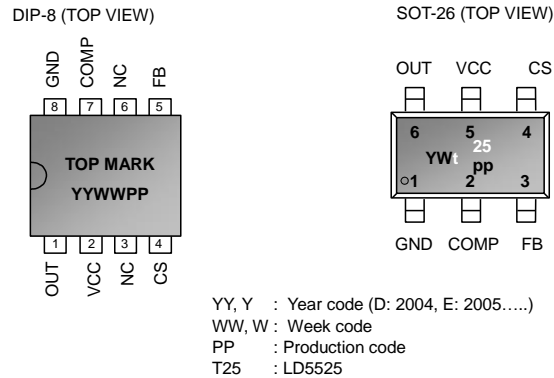 DIP-8 (TOP VIEW)
GND COMP NC FB
8 7 6 5
TOP MARK
YYWWPP
1 2 3 4
OUT VCC NC CS
SOT-26 (TOP VIEW)
OUT VCC CS
6 5 4
YWt 25
pp
1 2 3
GND COMP FB
YY, Y : Year code (D: 2004, E: 2005…..)
WW, W : Week code
PP : Production code
T25 : LD5525